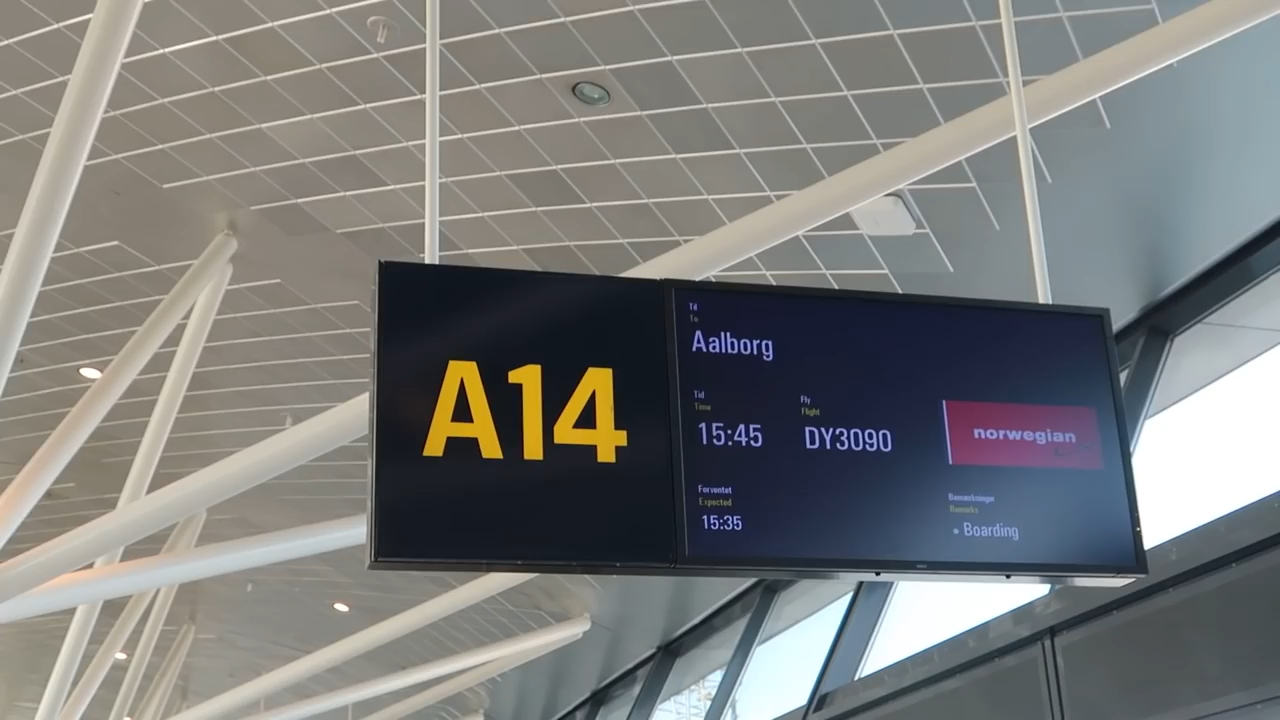 A14
Til
To
Aalborg
Tid
Time
15:45
Fly
Flight
DY3090
norwegian
Forventet
Expected
15:35
Bemærkninger
Remarks
Boarding